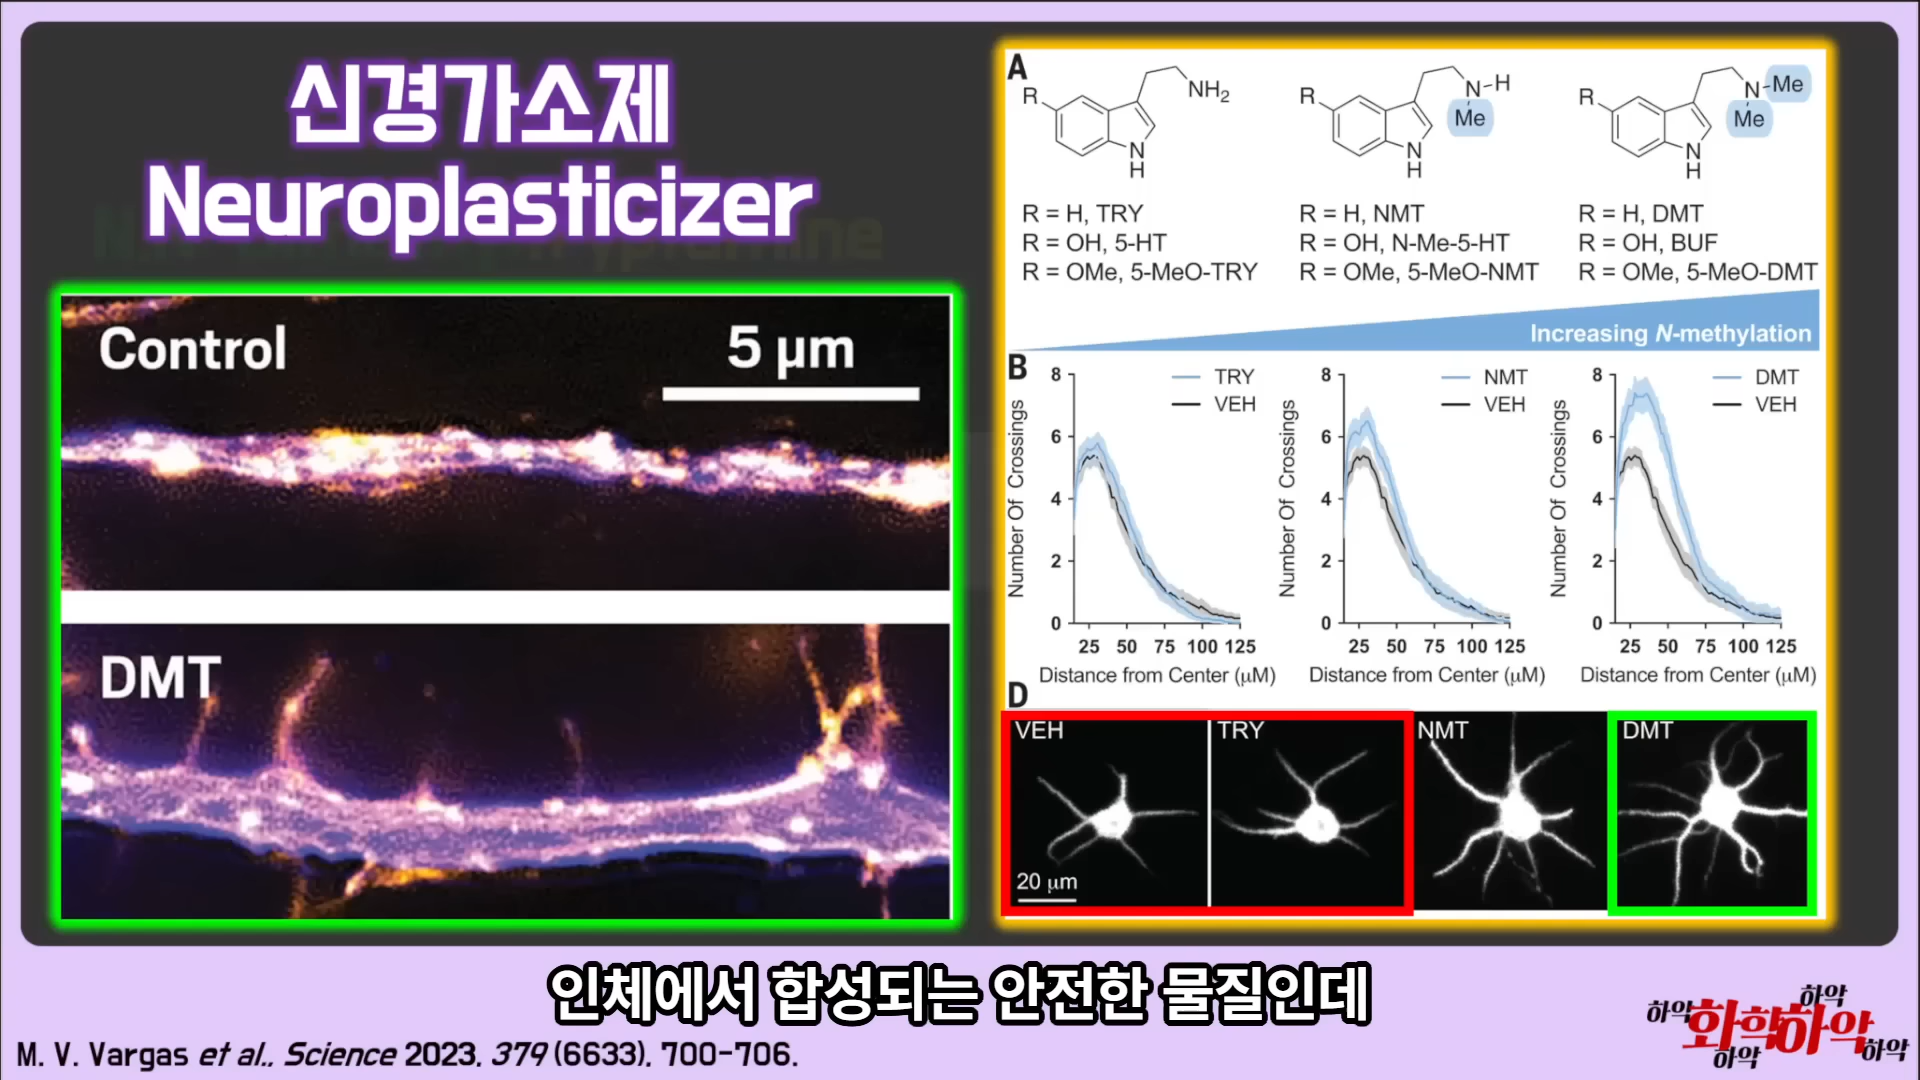 신경가소제
Neuroplasticizer
Control
5 μm
DMT
A
R
NH2
N
H
R
N-H
Me
N
H
R
N-Me
Me
N
H
R = H, TRY
R = OH, 5-HT
R = OMe, 5-MeO-TRY
R = H, NMT
R = OH, N-Me-5-HT
R = OMe, 5-MeO-NMT
R = H, DMT
R = OH, BUF
R = OMe, 5-MeO-DMT
Increasing N-methylation
B
Number Of Crossings
8
6
4
2
0
TRY
VEH
25 50 75 100 125
Distance from Center (μM)
Number Of Crossings
8
6
4
2
0
NMT
VEH
25 50 75 100 125
Distance from Center (μM)
Number Of Crossings
8
6
4
2
0
DMT
VEH
25 50 75 100 125
Distance from Center (μM)
D
VEH
20 μm
TRY
NMT
DMT
인체에서 합성되는 안전한 물질인데
M. V. Vargas et al., Science 2023, 379 (6633), 700-706.
하악
하악
화학하악
하악
하악